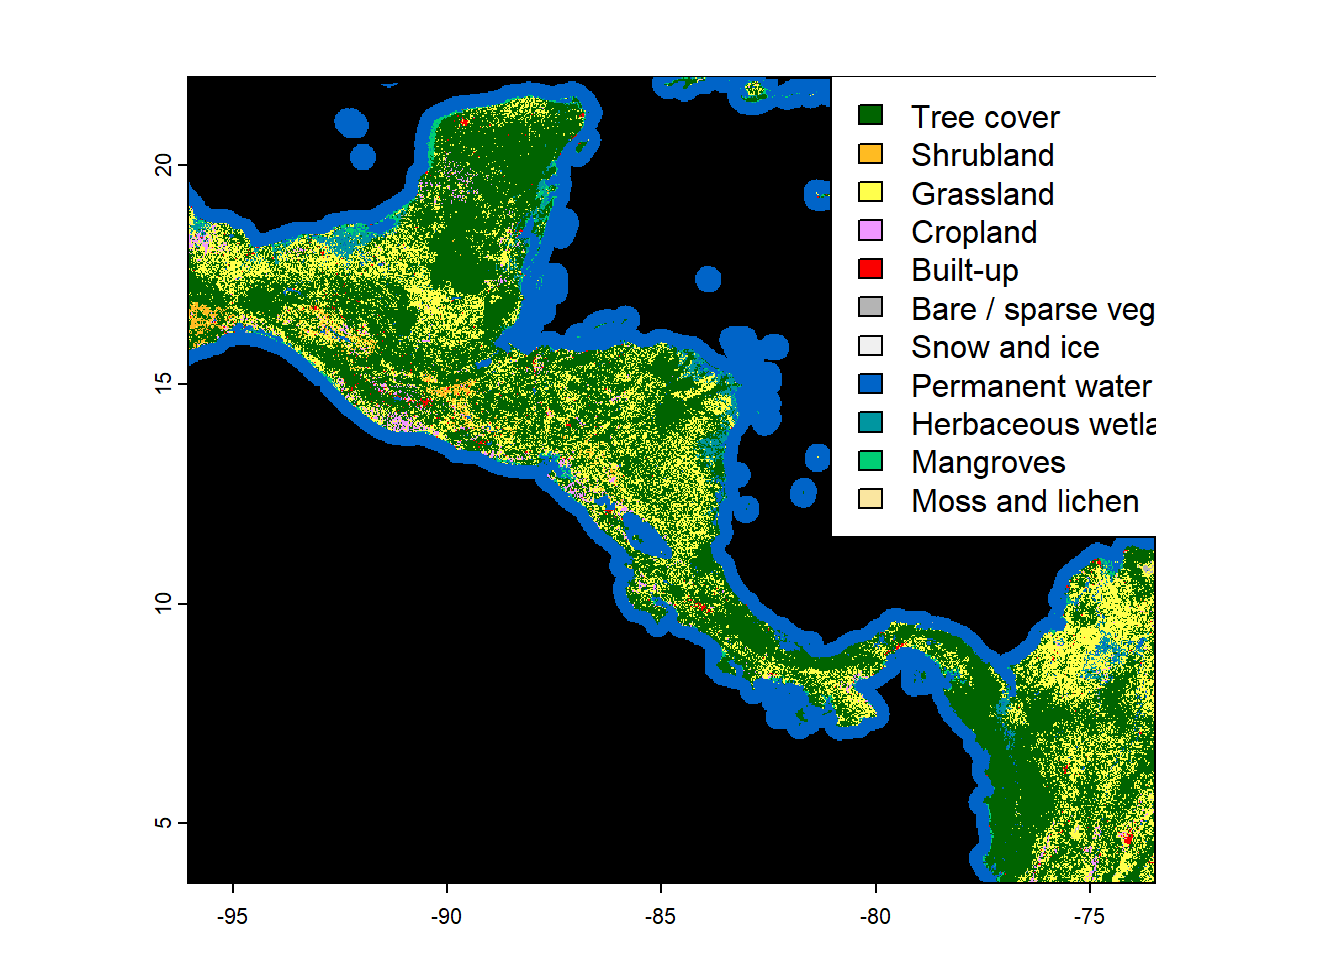 Tree cover
Shrubland
Grassland
Cropland
Built-up
Bare / sparse veg
Snow and ice
Permanent water
Herbaceous wetla
Mangroves
Moss and lichen
20
15
10
5
-95 -90 -85 -80 -75